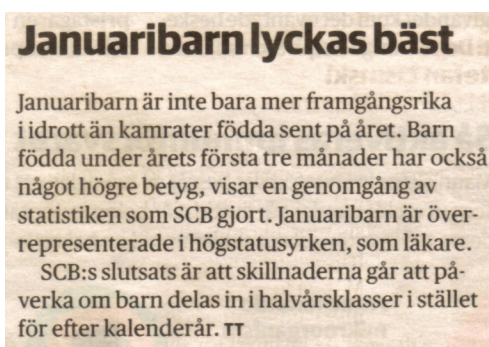 Januaribarn lyckas bäst
Januaribarn är inte bara mer framgångsrika
i idrott än kamrater födda sent på året. Barn
födda under årets första tre månader har också
något högre betyg, visar en genomgång av
statistiken som SCB gjort. Januaribarn är över-
representerade i högstatusyrken, som läkare.
SCB:s slutsats är att skillnaderna går att på-
verka om barn delas in i halvårsklasser i stället
för efter kalenderår. TT